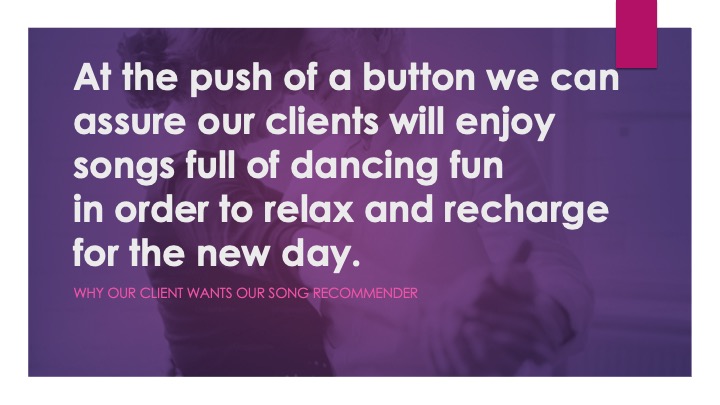 At the push of a button we can
assure our clients will enjoy
songs full of dancing fun
in order to relax and recharge
for the new day.
WHY OUR CLIENT WANTS OUR SONG RECOMMENDER